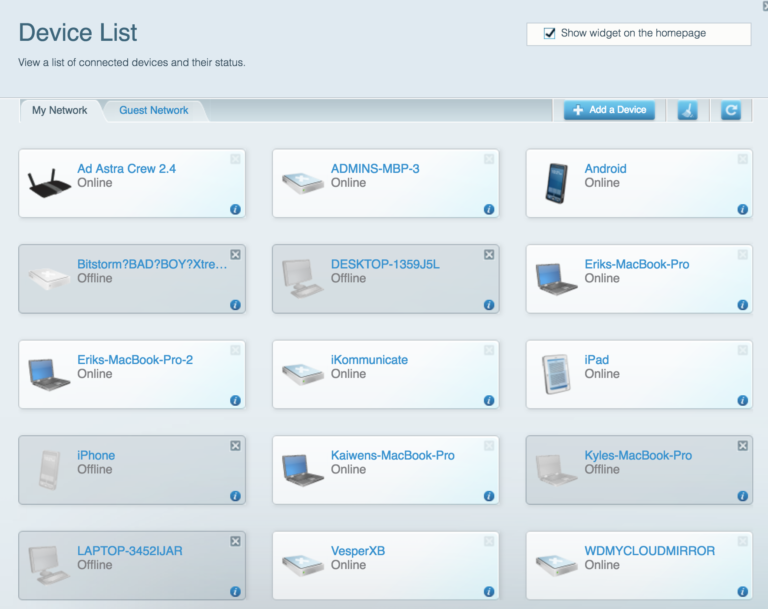 Device List
Show widget on the homepage
View a list of connected devices and their status.
My Network
Guest Network
Add a Device
Ad Astra Crew 2.4
Online
ADMINS-MBP-3
Online
Android
Online
Bitstorm?BAD?BOY?Xtre...
Offline
DESKTOP-1359J5L
Offline
Eriks-MacBook-Pro
Online
Eriks-MacBook-Pro-2
Online
iKommunicate
Online
iPad
Online
iPhone
Offline
Kaiwens-MacBook-Pro
Online
Kyles-MacBook-Pro
Offline
LAPTOP-3452IJAR
Offline
VesperXB
Online
WDMYCLOUDMIRROR
Online